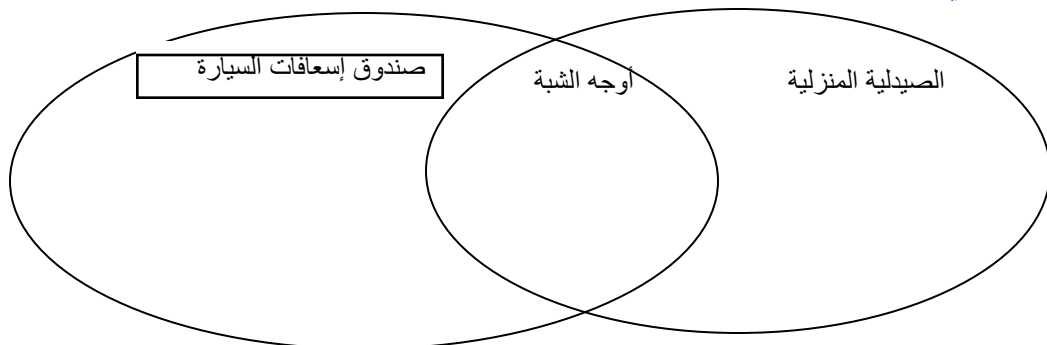 الصيدلية المنزلية
أوجه الشبة
صندوق إسعافات السيارة